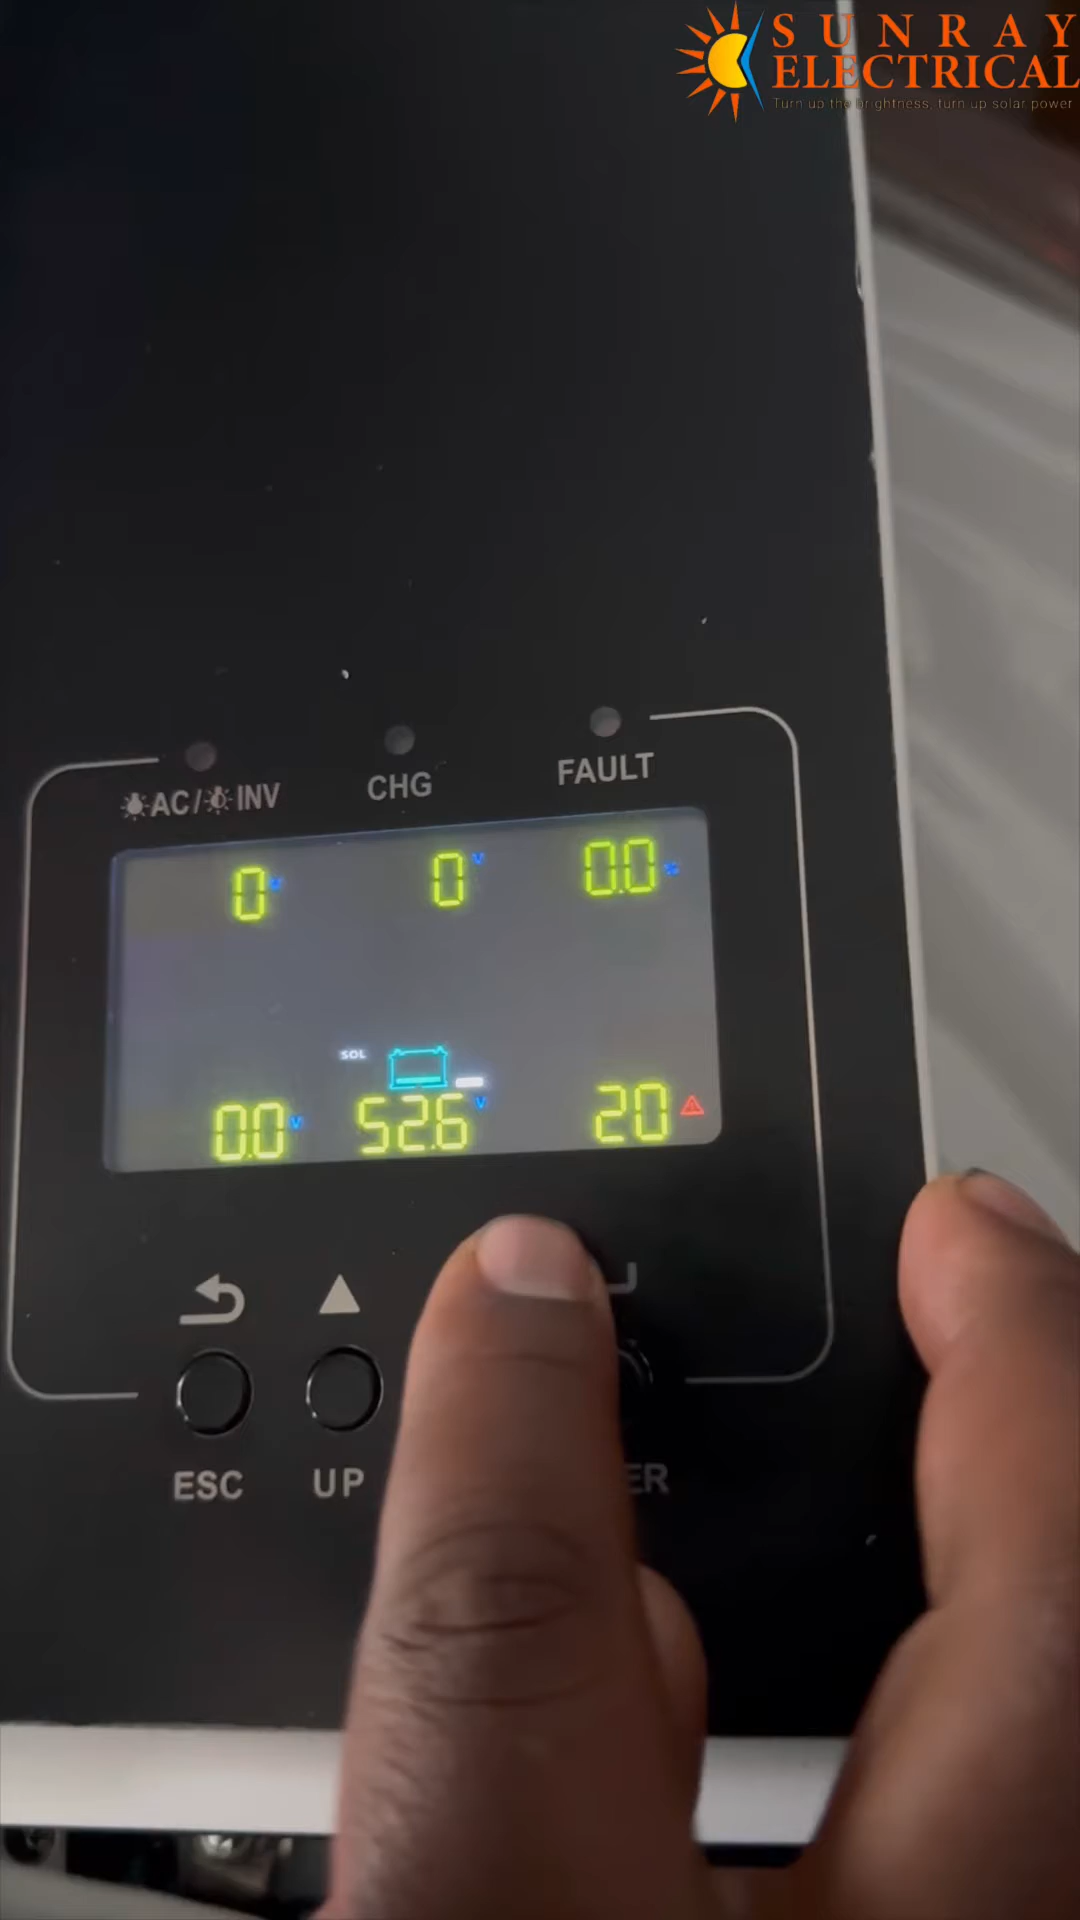 SUNRAY
ELECTRICAL
Turn up the brightness, turn up solar power
AC/ INV
CHG
FAULT
0
0 V
0.0
SOL
0.0 V
52.6 V
20
ESC
UP
ER